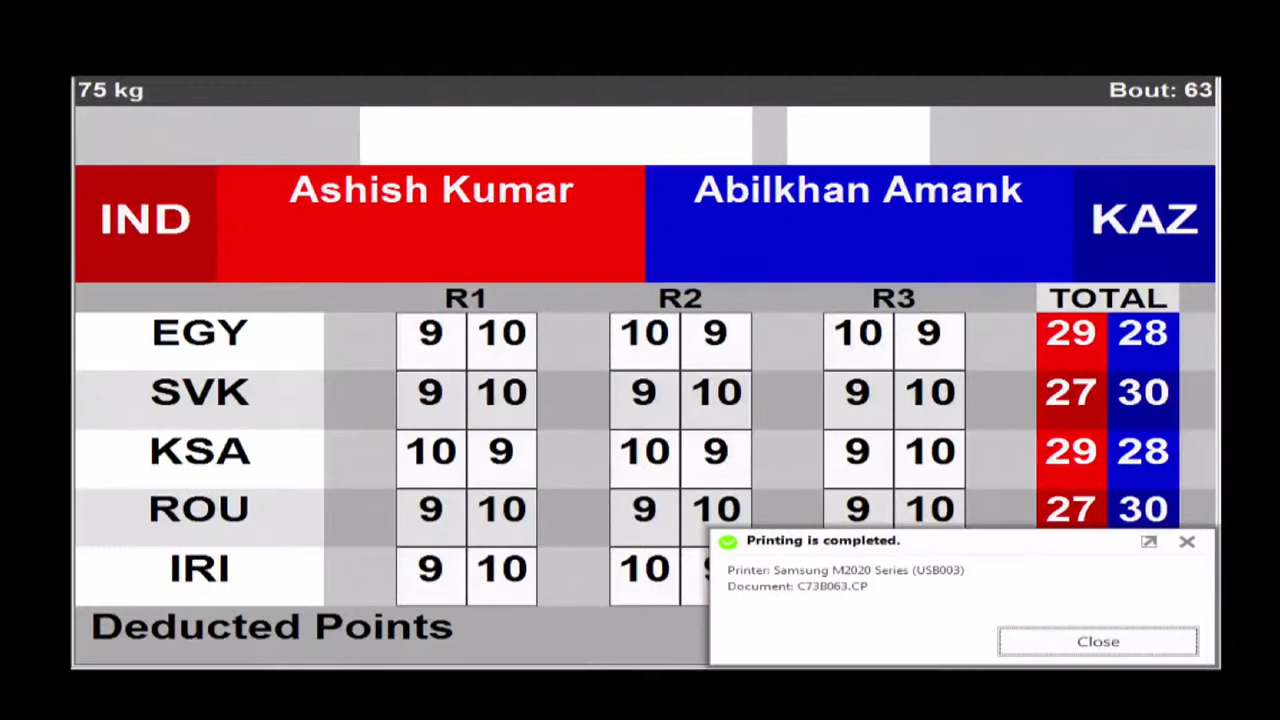 75 kg Bout: 63
IND Ashish Kumar Abilkhan Amank KAZ
R1 R2 R3 TOTAL
EGY 9 10 10 9 10 9 29 28
SVK 9 10 9 10 9 10 27 30
KSA 10 9 10 9 9 10 29 28
ROU 9 10 9 10 9 10 27 30
IRI 9 10 10
Deducted Points
Printing is completed.
Printer: Samsung M2020 Series (USB003)
Document: C73B063.CP
Close